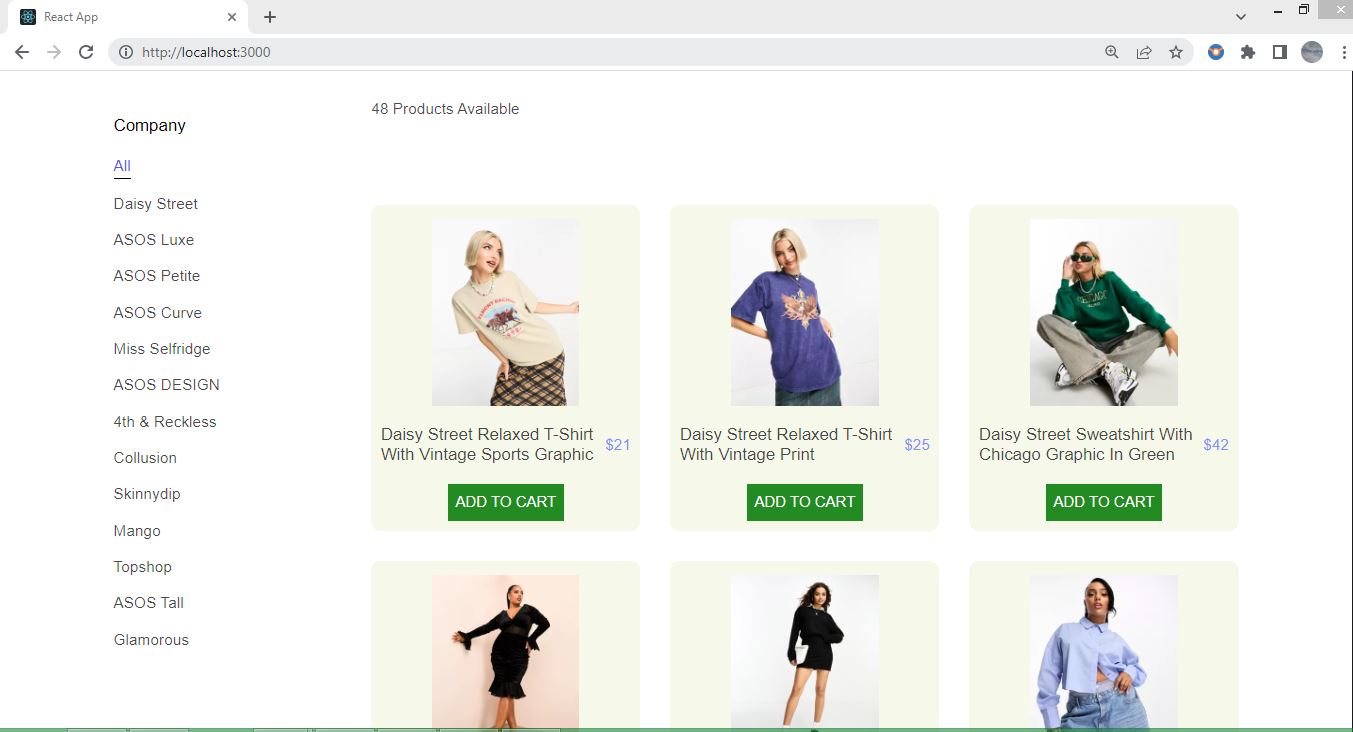 React App
http://localhost:3000
48 Products Available
Company
All
Daisy Street
ASOS Luxe
ASOS Petite
ASOS Curve
Miss Selfridge
ASOS DESIGN
4th & Reckless
Collusion
Skinnydip
Mango
Topshop
ASOS Tall
Glamorous
Daisy Street Relaxed T-Shirt
With Vintage Sports Graphic
$21
ADD TO CART
Daisy Street Relaxed T-Shirt
With Vintage Print
$25
ADD TO CART
CHICAGO
Daisy Street Sweatshirt With
Chicago Graphic In Green
$42
ADD TO CART